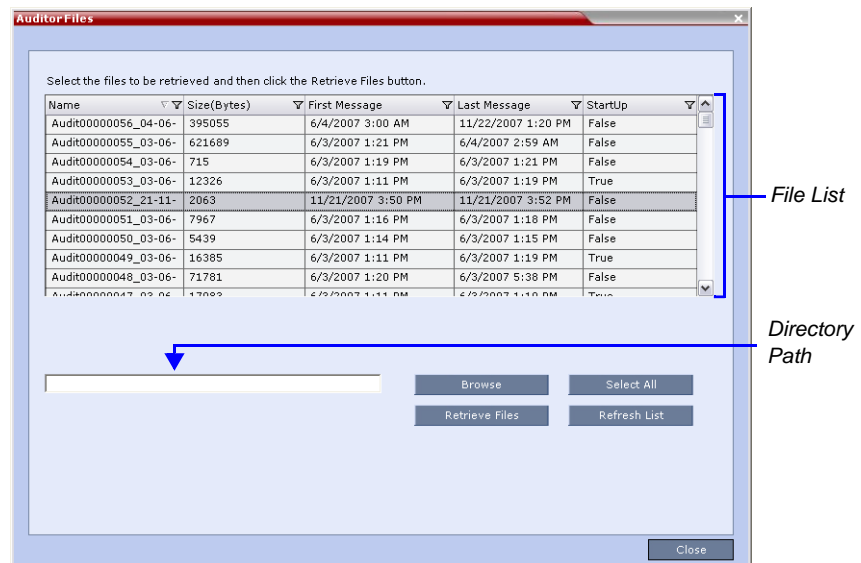 Auditor Files
Select the files to be retrieved and then click the Retrieve Files button.
Name Size(Bytes) First Message Last Message StartUp
Audit00000056_04-06- 395055 6/4/2007 3:00 AM 11/22/2007 1:20 PM False
Audit00000055_03-06- 621689 6/3/2007 1:21 PM 6/4/2007 2:59 AM False
Audit00000054_03-06- 715 6/3/2007 1:19 PM 6/3/2007 1:21 PM False
Audit00000053_03-06- 12326 6/3/2007 1:11 PM 6/3/2007 1:19 PM True
Audit00000052_21-11- 2063 11/21/2007 3:50 PM 11/21/2007 3:52 PM False
Audit00000051_03-06- 7967 6/3/2007 1:16 PM 6/3/2007 1:18 PM False
Audit00000050_03-06- 5439 6/3/2007 1:14 PM 6/3/2007 1:15 PM False
Audit00000049_03-06- 16385 6/3/2007 1:11 PM 6/3/2007 1:19 PM True
Audit00000048_03-06- 71781 6/3/2007 1:20 PM 6/3/2007 5:38 PM False
File List
Directory
Path
Browse Select All
Retrieve Files Refresh List
Close